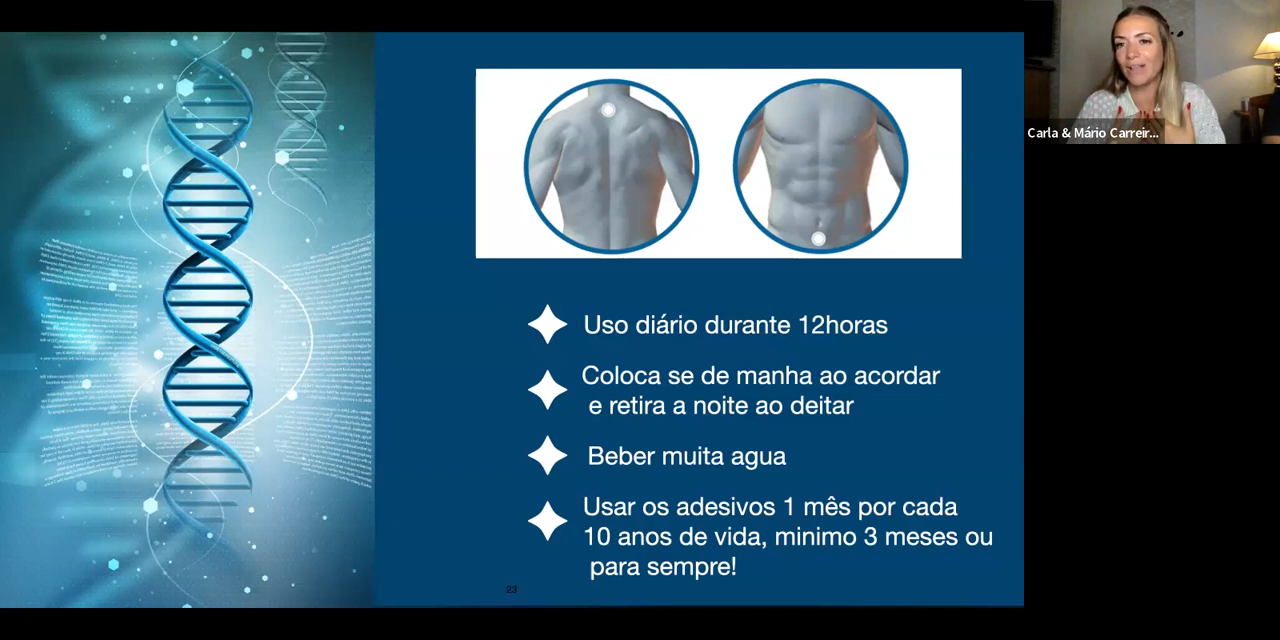 Carla & Mário Carreir...
Uso diário durante 12horas
Coloca se de manha ao acordar
e retira a noite ao deitar
Beber muita agua
Usar os adesivos 1 mês por cada
10 anos de vida, minimo 3 meses ou
para sempre!
23